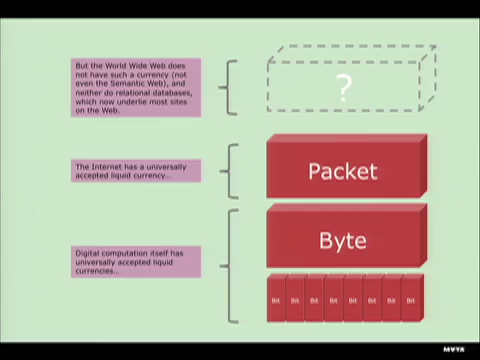 But the World Wide Web does
not have such a currency (not
even the Semantic Web), and
neither do relational databases,
which now underlie most sites
on the Web.
?
The Internet has a universally
accepted liquid currency…
Packet
Byte
Digital computation itself has
universally accepted liquid
currencies…
Bit Bit Bit Bit Bit Bit Bit Bit